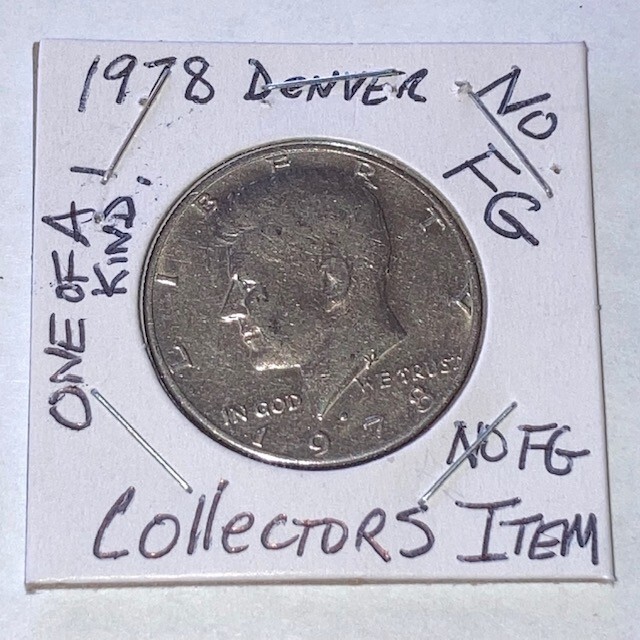 1978 DENVER
NO
FG
ONE OF A
KIND!
LIBERTY
IN GOD WE TRUST
1978
NO FG
COllECTORS ITEM